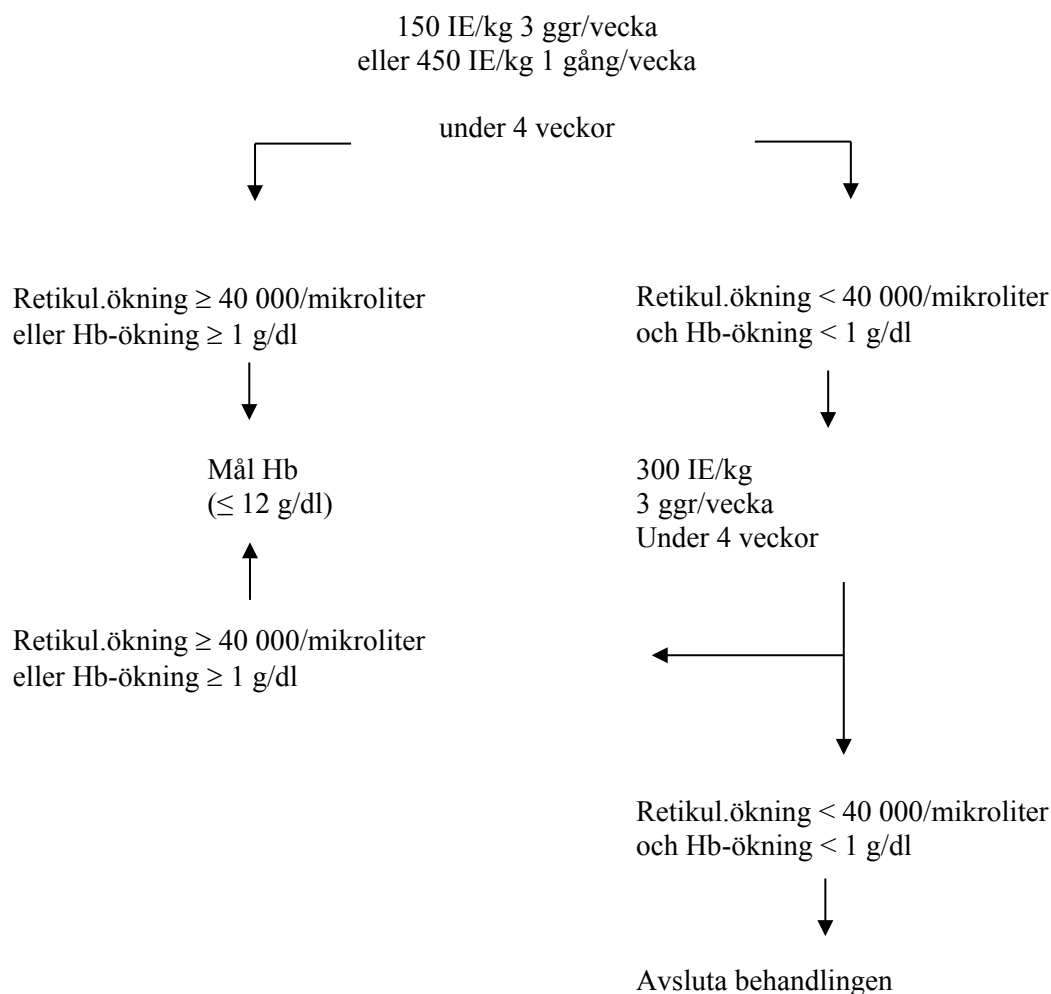 150 IE/kg 3 ggr/vecka
eller 450 IE/kg 1 gång/vecka
under 4 veckor
Retikul.ökning ≥ 40 000/mikroliter
eller Hb-ökning ≥ 1 g/dl
Retikul.ökning < 40 000/mikroliter
och Hb-ökning < 1 g/dl
Mål Hb
(≤ 12 g/dl)
300 IE/kg
3 ggr/vecka
Under 4 veckor
Retikul.ökning ≥ 40 000/mikroliter
eller Hb-ökning ≥ 1 g/dl
Retikul.ökning < 40 000/mikroliter
och Hb-ökning < 1 g/dl
Avsluta behandlingen